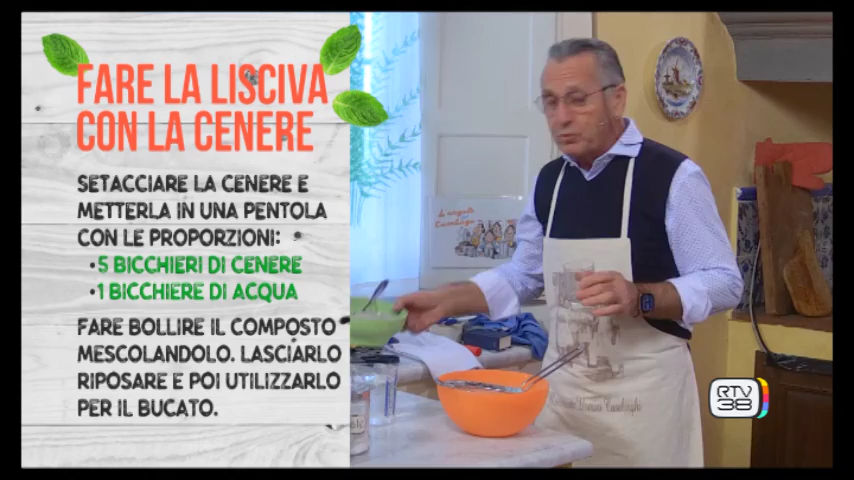 FARE LA LISCIVA
CON LA CENERE
SETACCIARE LA CENERE E
METTERLA IN UNA PENTOLA
CON LE PROPORZIONI:
•5 BICCHIERI DI CENERE
•1 BICCHIERE DI ACQUA
FARE BOLLIRE IL COMPOSTO
MESCOLANDOLO. LASCIARLO
RIPOSARE E POI UTILIZZARLO
PER IL BUCATO.
RTV
38